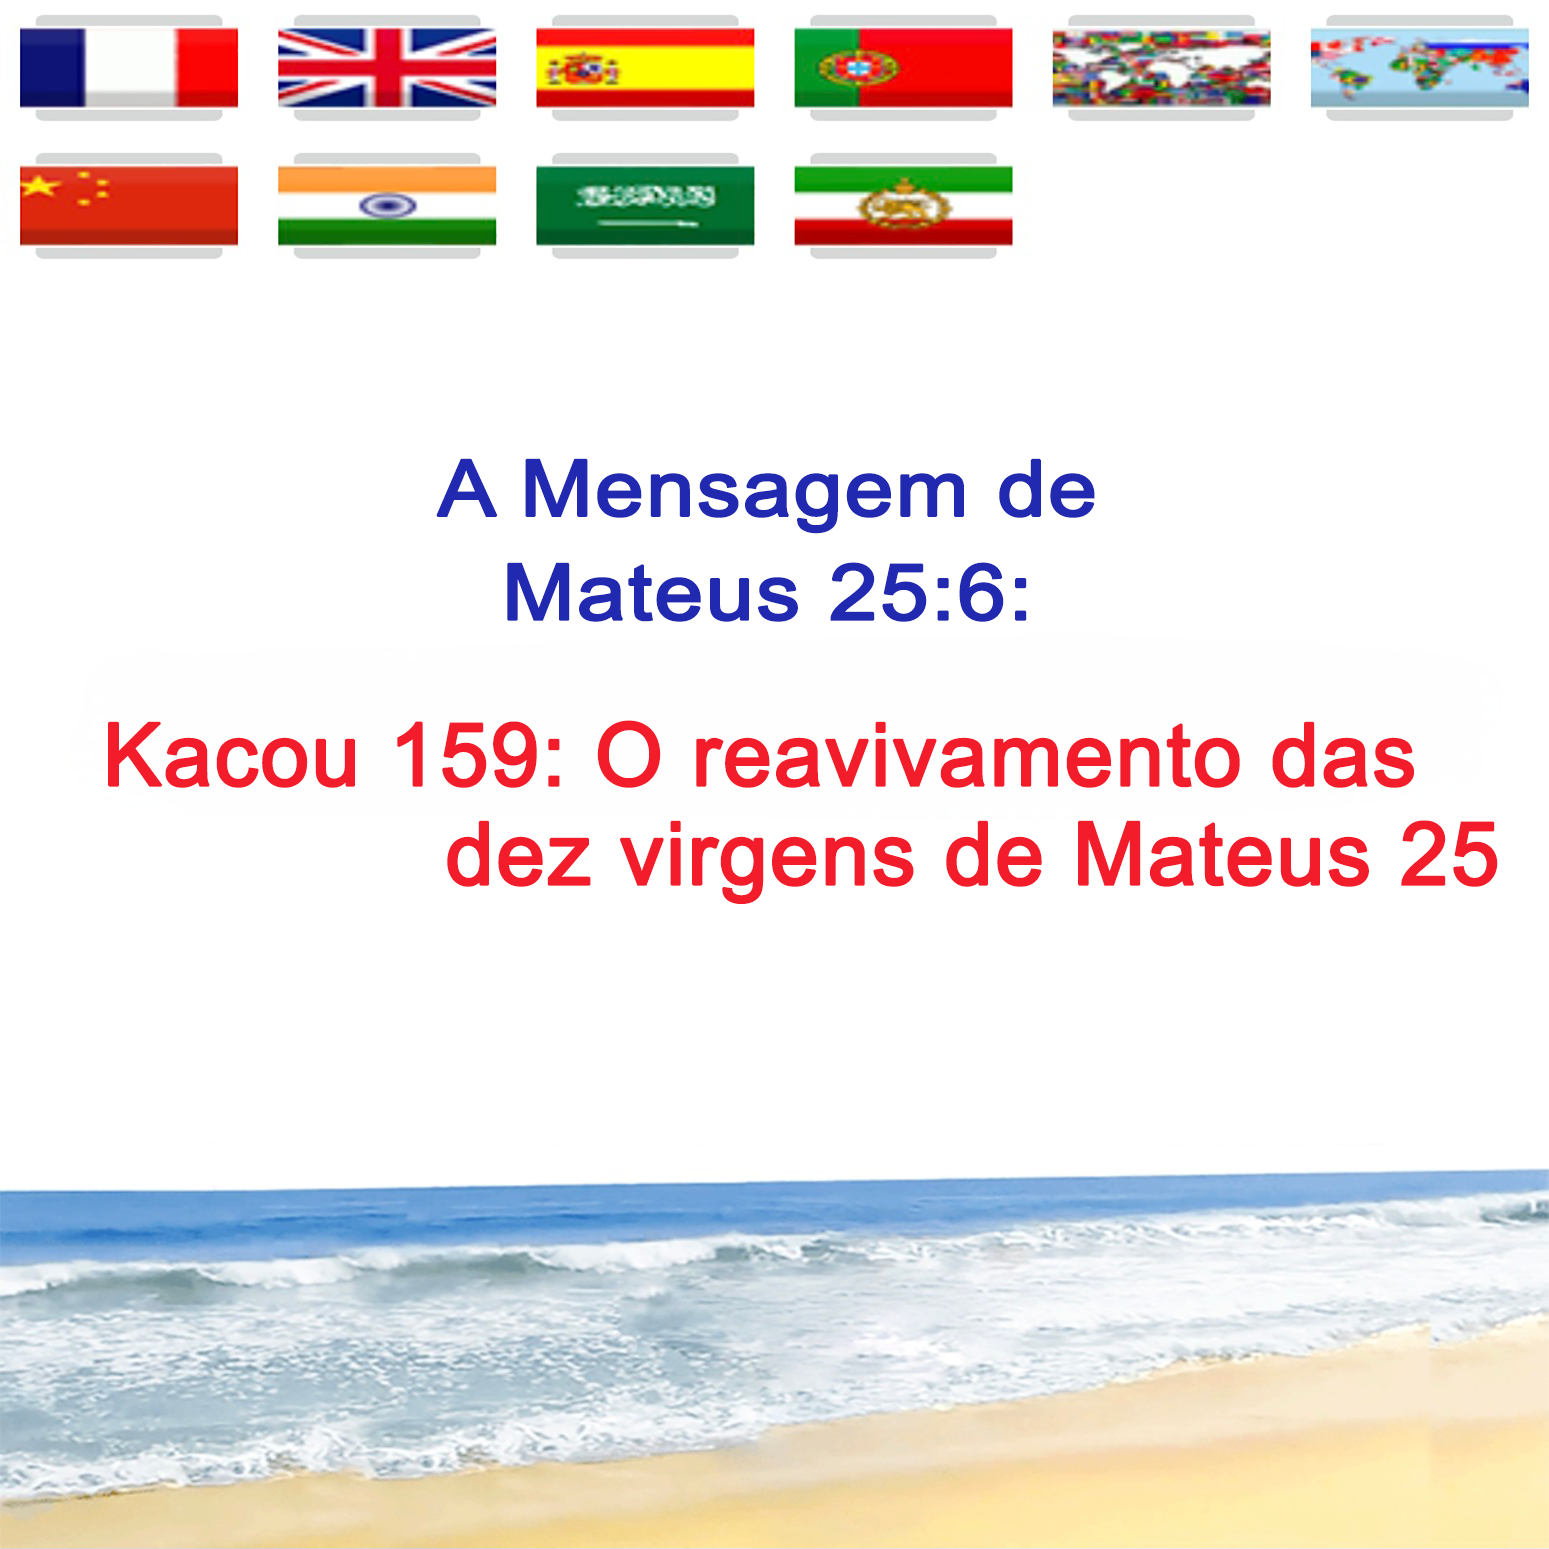 A Mensagem de
Mateus 25:6:
Kacou 159: O reavivamento das
dez virgens de Mateus 25